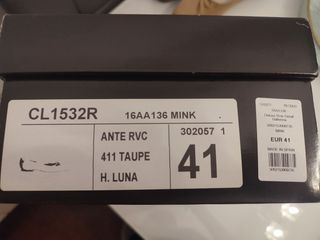 CL1532R 16AA136 MINK
ANTE RVC
411 TAUPE
H. LUNA
302057 1
41
EUR 41
MADE IN SPAIN